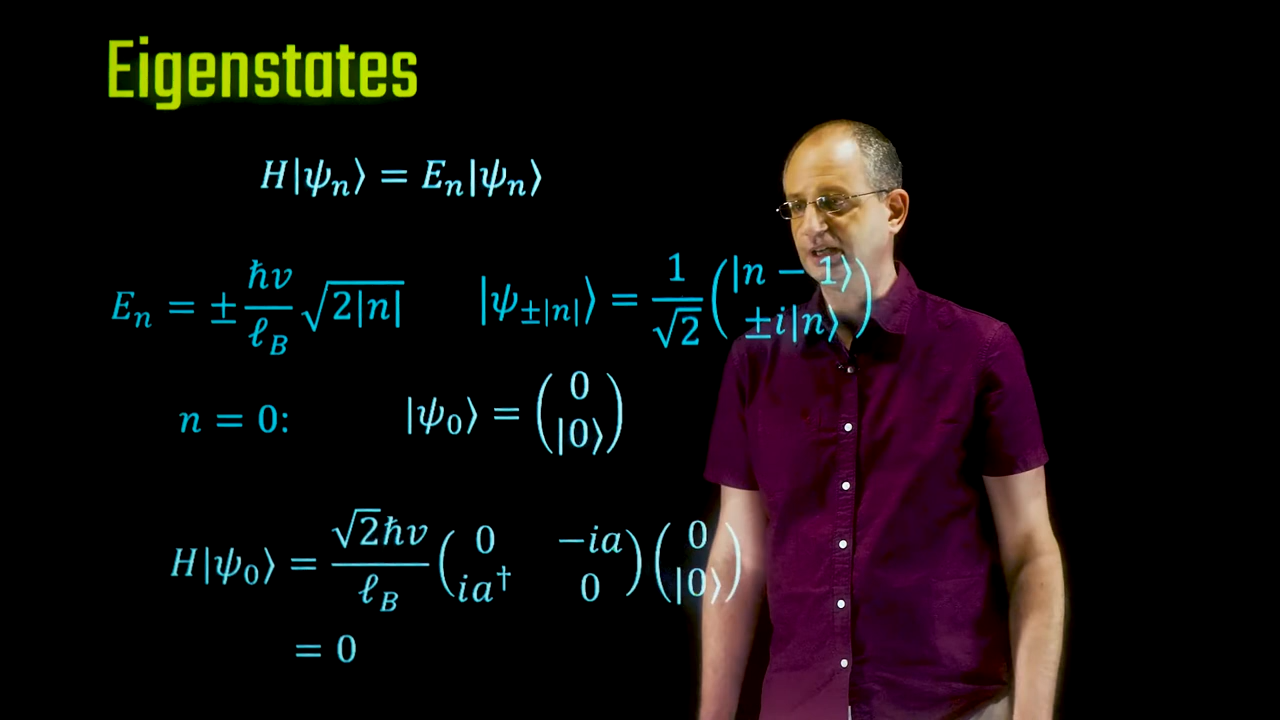 Eigenstates
H|ψₙ⟩ = Eₙ|ψₙ⟩
Eₙ = ± ħv/ℓ_B √(2|n|)    |ψ_{±|n|}⟩ = 1/√2 (|n − 1⟩ ; ±i|n⟩)
n = 0:    |ψ₀⟩ = (0 ; |0⟩)
H|ψ₀⟩ = √2ħv/ℓ_B (0  −ia ; ia†  0) (0 ; |0⟩)
= 0